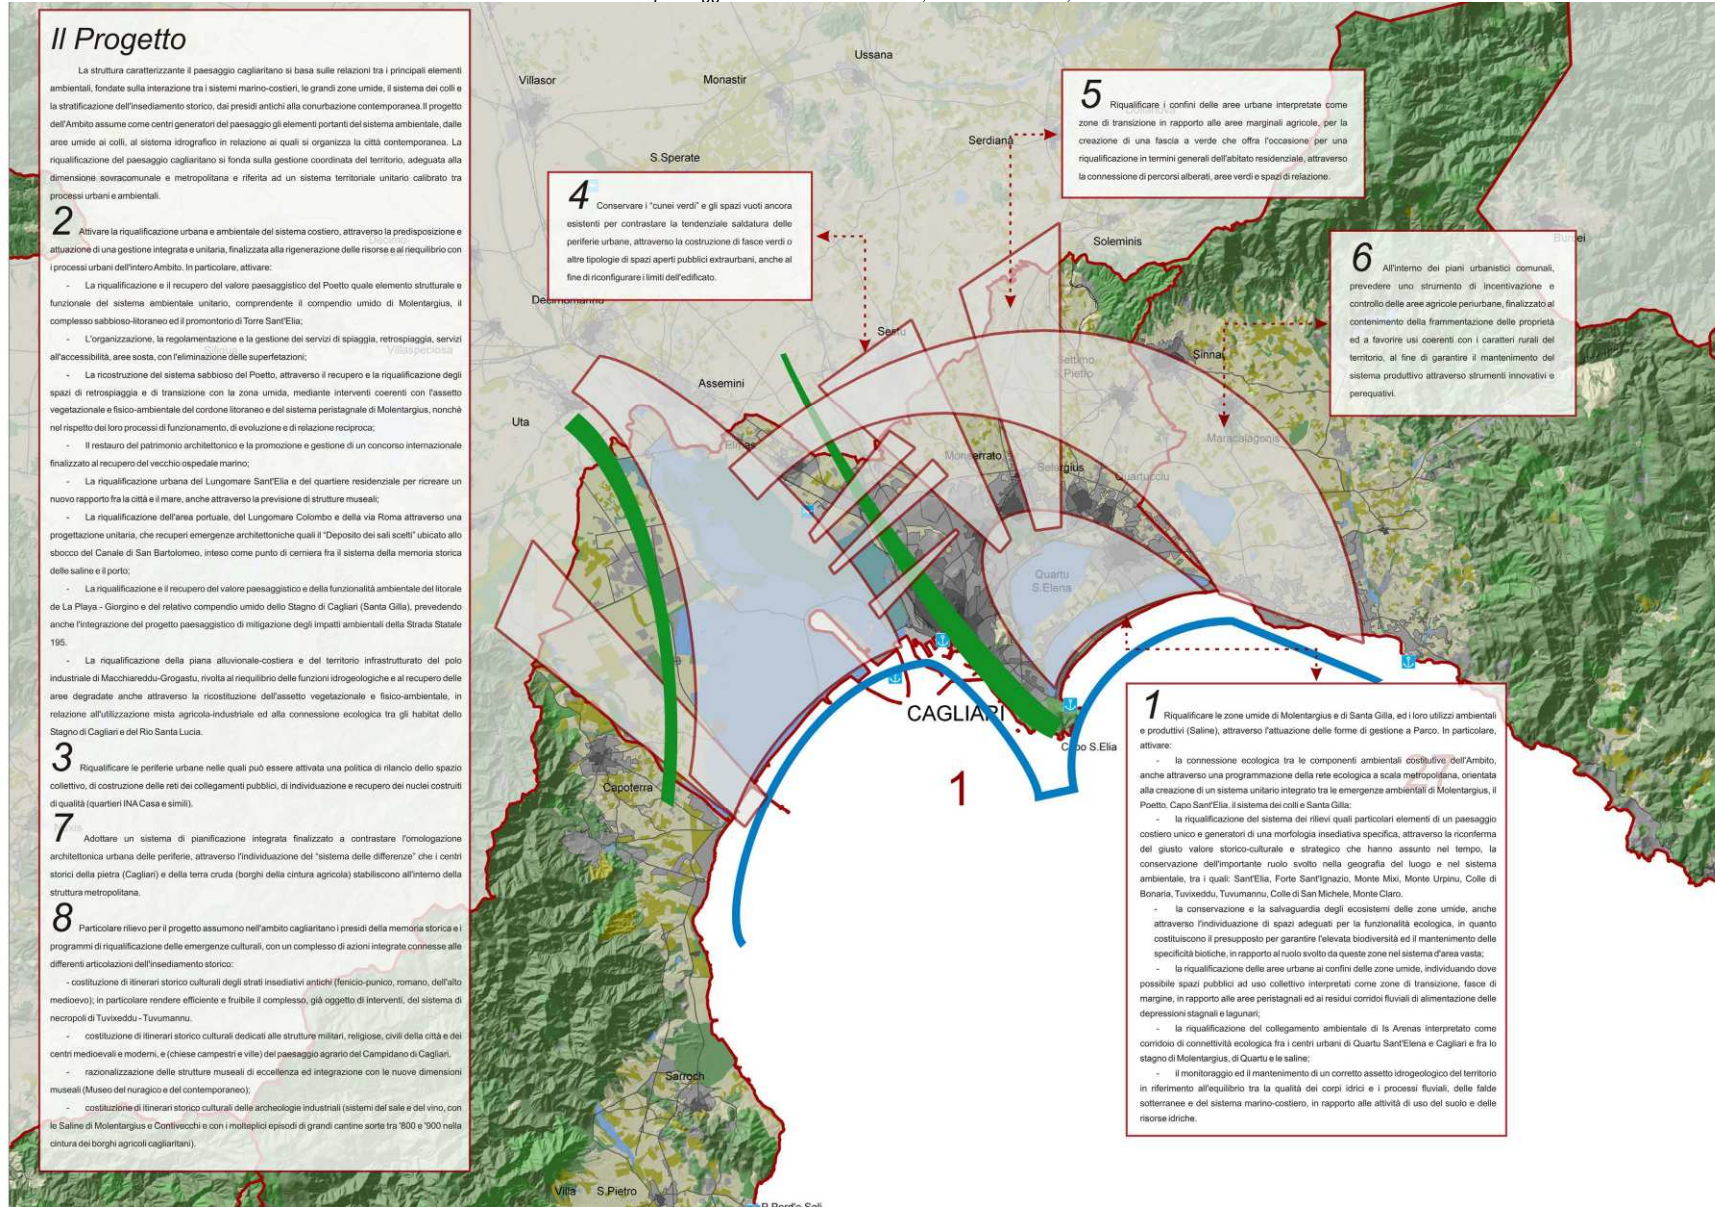 Il Progetto
La struttura caratterizzante il paesaggio cagliaritano si basa sulle relazioni tra i principali elementi
ambientali, fondate sulla interazione tra i sistemi marino-costieri, le grandi zone umide, il sistema dei colli e
la stratificazione dell'insediamento storico, dai presidi antichi alla conurbazione contemporanea.Il progetto
dell'Ambito assume come centri generatori del paesaggio gli elementi portanti del sistema ambientale, dalle
aree umide ai colli, al sistema idrografico in relazione ai quali si organizza la città contemporanea. La
riqualificazione del paesaggio cagliaritano si fonda sulla gestione coordinata del territorio, adeguata alla
dimensione sovracomunale e metropolitana e riferita ad un sistema territoriale unitario calibrato tra
processi urbani e ambientali.
2 Attivare la riqualificazione urbana e ambientale del sistema costiero, attraverso la predisposizione e
attuazione di una gestione integrata e unitaria, finalizzata alla rigenerazione delle risorse e al riequilibrio con
i processi urbani dell'intero Ambito. In particolare, attivare:
- La riqualificazione e il recupero del valore paesaggistico del Poetto quale elemento strutturale e
funzionale del sistema ambientale unitario, comprendente il compendio umido di Molentargius, il
complesso sabbioso-litoraneo ed il promontorio di Torre Sant'Elia;
- L'organizzazione, la regolamentazione e la gestione dei servizi di spiaggia, retrospiaggia, servizi
all'accessibilità, aree sosta, con l'eliminazione delle superfetazioni;
- La ricostruzione del sistema sabbioso del Poetto, attraverso il recupero e la riqualificazione degli
spazi di retrospiaggia e di transizione con la zona umida, mediante interventi coerenti con l'assetto
vegetazionale e fisico-ambientale del cordone litoraneo e del sistema peristagnale di Molentargius, nonchè
nel rispetto dei loro processi di funzionamento, di evoluzione e di relazione reciproca;
- Il restauro del patrimonio architettonico e la promozione e gestione di un concorso internazionale
finalizzato al recupero del vecchio ospedale marino;
- La riqualificazione urbana del Lungomare Sant'Elia e del quartiere residenziale per ricreare un
nuovo rapporto fra la città e il mare, anche attraverso la previsione di strutture museali;
- La riqualificazione dell'area portuale, del Lungomare Colombo e della via Roma attraverso una
progettazione unitaria, che recuperi emergenze architettoniche quali il "Deposito dei sali scelti" ubicato allo
sbocco del Canale di San Bartolomeo, inteso come punto di cerniera fra il sistema della memoria storica
delle saline e il porto;
- La riqualificazione e il recupero del valore paesaggistico e della funzionalità ambientale del litorale
de La Playa - Giorgino e del relativo compendio umido dello Stagno di Cagliari (Santa Gilla), prevedendo
anche l'integrazione del progetto paesaggistico di mitigazione degli impatti ambientali della Strada Statale
195.
- La riqualificazione della piana alluvionale-costiera e del territorio infrastrutturato del polo
industriale di Macchiareddu-Grogastu, rivolta al riequilibrio delle funzioni idrogeologiche e al recupero delle
aree degradate anche attraverso la ricostituzione dell'assetto vegetazionale e fisico-ambientale, in
relazione all'utilizzazione mista agricola-industriale ed alla connessione ecologica tra gli habitat dello
Stagno di Cagliari e del Rio Santa Lucia.
3 Riqualificare le periferie urbane nelle quali può essere attivata una politica di rilancio dello spazio
collettivo, di costruzione delle reti dei collegamenti pubblici, di individuazione e recupero dei nuclei costruiti
di qualità (quartieri INA Casa e simili).
7 Adottare un sistema di pianificazione integrata finalizzato a contrastare l'omologazione
architettonica urbana delle periferie, attraverso l'individuazione del "sistema delle differenze" che i centri
storici della pietra (Cagliari) e della terra cruda (borghi della cintura agricola) stabiliscono all'interno della
struttura metropolitana.
8 Particolare rilievo per il progetto assumono nell'ambito cagliaritano i presidi della memoria storica e i
programmi di riqualificazione delle emergenze culturali, con un complesso di azioni integrate connesse alle
differenti articolazioni dell'insediamento storico:
- costituzione di itinerari storico culturali degli strati insediativi antichi (fenicio-punico, romano, dell'alto
medioevo); in particolare rendere efficiente e fruibile il complesso, già oggetto di interventi, del sistema di
necropoli di Tuvixeddu - Tuvumannu.
- costituzione di itinerari storico culturali dedicati alle strutture militari, religiose, civili della città e dei
centri medioevali e moderni, e (chiese campestri e ville) del paesaggio agrario del Campidano di Cagliari.
- razionalizzazione delle strutture museali di eccellenza ed integrazione con le nuove dimensioni
museali (Museo del nuragico e del contemporaneo);
- costituzione di itinerari storico culturali delle archeologie industriali (sistemi del sale e del vino, con
le Saline di Molentargius e Contivecchi e con i molteplici episodi di grandi cantine sorte tra '800 e '900 nella
cintura dei borghi agricoli cagliaritani).
4 Conservare i "cunei verdi" e gli spazi vuoti ancora
esistenti per contrastare la tendenziale saldatura delle
periferie urbane, attraverso la costruzione di fasce verdi o
altre tipologie di spazi aperti pubblici extraurbani, anche al
fine di riconfigurare i limiti dell'edificato.
5 Riqualificare i confini delle aree urbane interpretate come
zone di transizione in rapporto alle aree marginali agricole, per la
creazione di una fascia a verde che offra l'occasione per una
riqualificazione in termini generali dell'abitato residenziale, attraverso
la connessione di percorsi alberati, aree verdi e spazi di relazione.
6 All'interno dei piani urbanistici comunali,
prevedere uno strumento di incentivazione e
controllo delle aree agricole periurbane, finalizzato al
contenimento della frammentazione delle proprietà
ed a favorire usi coerenti con i caratteri rurali del
territorio, al fine di garantire il mantenimento del
sistema produttivo attraverso strumenti innovativi e
perequativi.
1 Riqualificare le zone umide di Molentargius e di Santa Gilla, ed i loro utilizzi ambientali
e produttivi (Saline), attraverso l'attuazione delle forme di gestione a Parco. In particolare,
attivare:
- la connessione ecologica tra le componenti ambientali costitutive dell'Ambito,
anche attraverso una programmazione della rete ecologica a scala metropolitana, orientata
alla creazione di un sistema unitario integrato tra le emergenze ambientali di Molentargius, il
Poetto, Capo Sant'Elia, il sistema dei colli e Santa Gilla;
- la riqualificazione del sistema dei rilievi quali particolari elementi di un paesaggio
costiero unico e generatori di una morfologia insediativa specifica, attraverso la riconferma
del giusto valore storico-culturale e strategico che hanno assunto nel tempo, la
conservazione dell'importante ruolo svolto nella geografia del luogo e nel sistema
ambientale, tra i quali: Sant'Elia, Forte Sant'Ignazio, Monte Mixi, Monte Urpinu, Colle di
Bonaria, Tuvixeddu, Tuvumannu, Colle di San Michele, Monte Claro.
- la conservazione e la salvaguardia degli ecosistemi delle zone umide, anche
attraverso l'individuazione di spazi adeguati per la funzionalità ecologica, in quanto
costituiscono il presupposto per garantire l'elevata biodiversità ed il mantenimento delle
specificità biotiche, in rapporto al ruolo svolto da queste zone nel sistema d'area vasta;
- la riqualificazione delle aree urbane ai confini delle zone umide, individuando dove
possibile spazi pubblici ad uso collettivo interpretati come zone di transizione, fasce di
margine, in rapporto alle aree peristagnali ed ai residui corridoi fluviali di alimentazione delle
depressioni stagnali e lagunari;
- la riqualificazione del collegamento ambientale di Is Arenas interpretato come
corridoio di connettività ecologica fra i centri urbani di Quartu Sant'Elena e Cagliari e fra lo
stagno di Molentargius, di Quartu e le saline;
- il monitoraggio ed il mantenimento di un corretto assetto idrogeologico del territorio
in riferimento all'equilibrio tra la qualità dei corpi idrici e i processi fluviali, delle falde
sotterranee e del sistema marino-costiero, in rapporto alle attività di uso del suolo e delle
risorse idriche.
Ussana
Villasor
Monastir
Serdiana
S.Sperate
Soleminis
Burcei
Decimomannu
Siliqua
Villaspeciosa
Sestu
Settimo
S.Pietro
Sinnai
Assemini
Uta
Elmas
Monserrato
Selargius
Quartucciu
Maracalagonis
Quartu
S.Elena
CAGLIARI
Capo S.Elia
1
27
Capoterra
Sarroch
Villa S.Pietro
P.Perd'e Sali